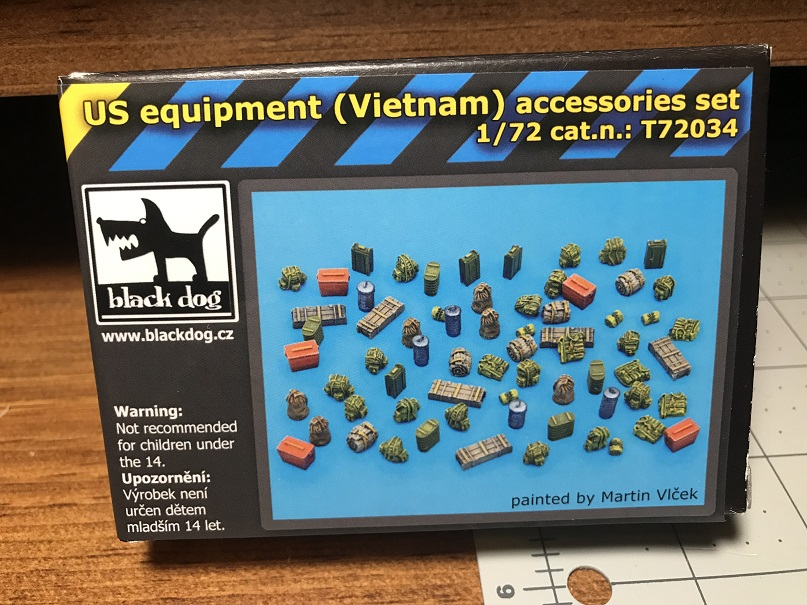 US equipment (Vietnam) accessories set
1/72 cat.n.: T72034
black dog
www.blackdog.cz
Warning:
Not recommended
for children under
the 14.
Upozornění:
Výrobek není
určen dětem
mladším 14 let.
painted by Martin Vlček
6